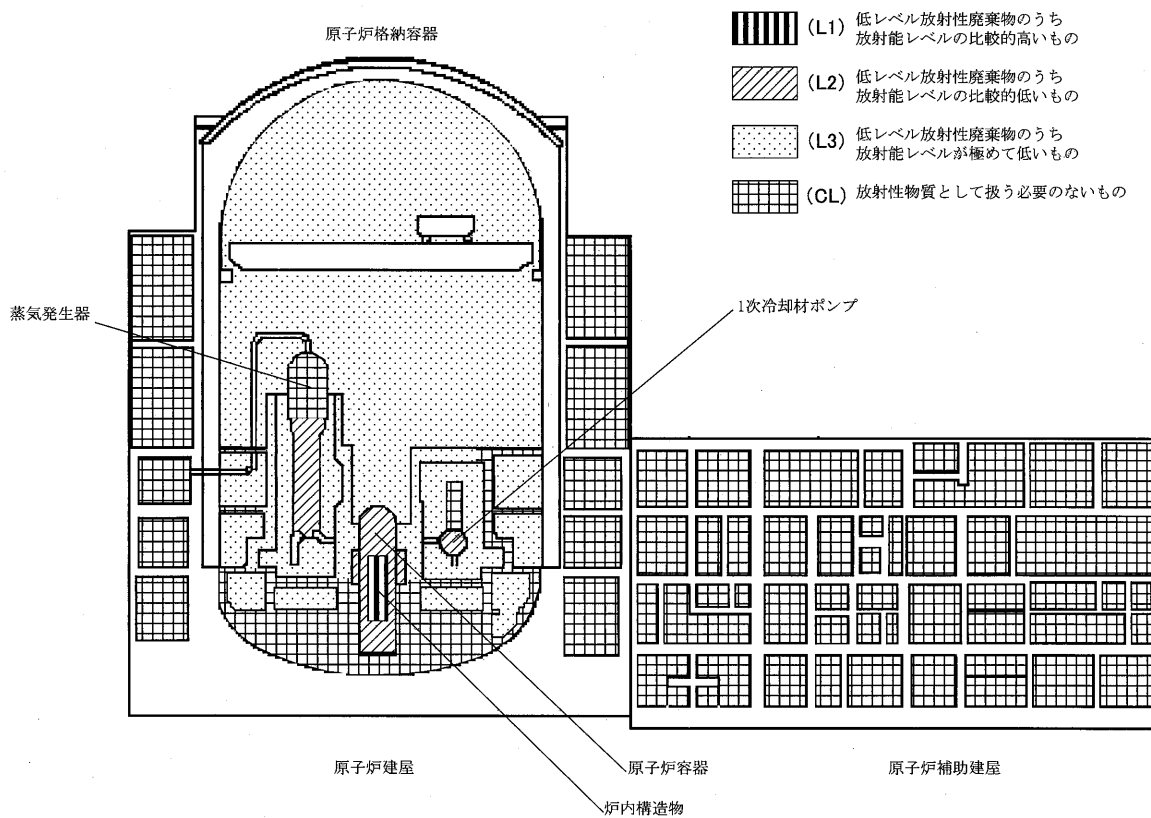 原子炉格納容器
(L1) 低レベル放射性廃棄物のうち
放射能レベルの比較的高いもの
(L2) 低レベル放射性廃棄物のうち
放射能レベルの比較的低いもの
(L3) 低レベル放射性廃棄物のうち
放射能レベルが極めて低いもの
(CL) 放射性物質として扱う必要のないもの
蒸気発生器
1次冷却材ポンプ
原子炉建屋
原子炉容器
原子炉補助建屋
炉内構造物